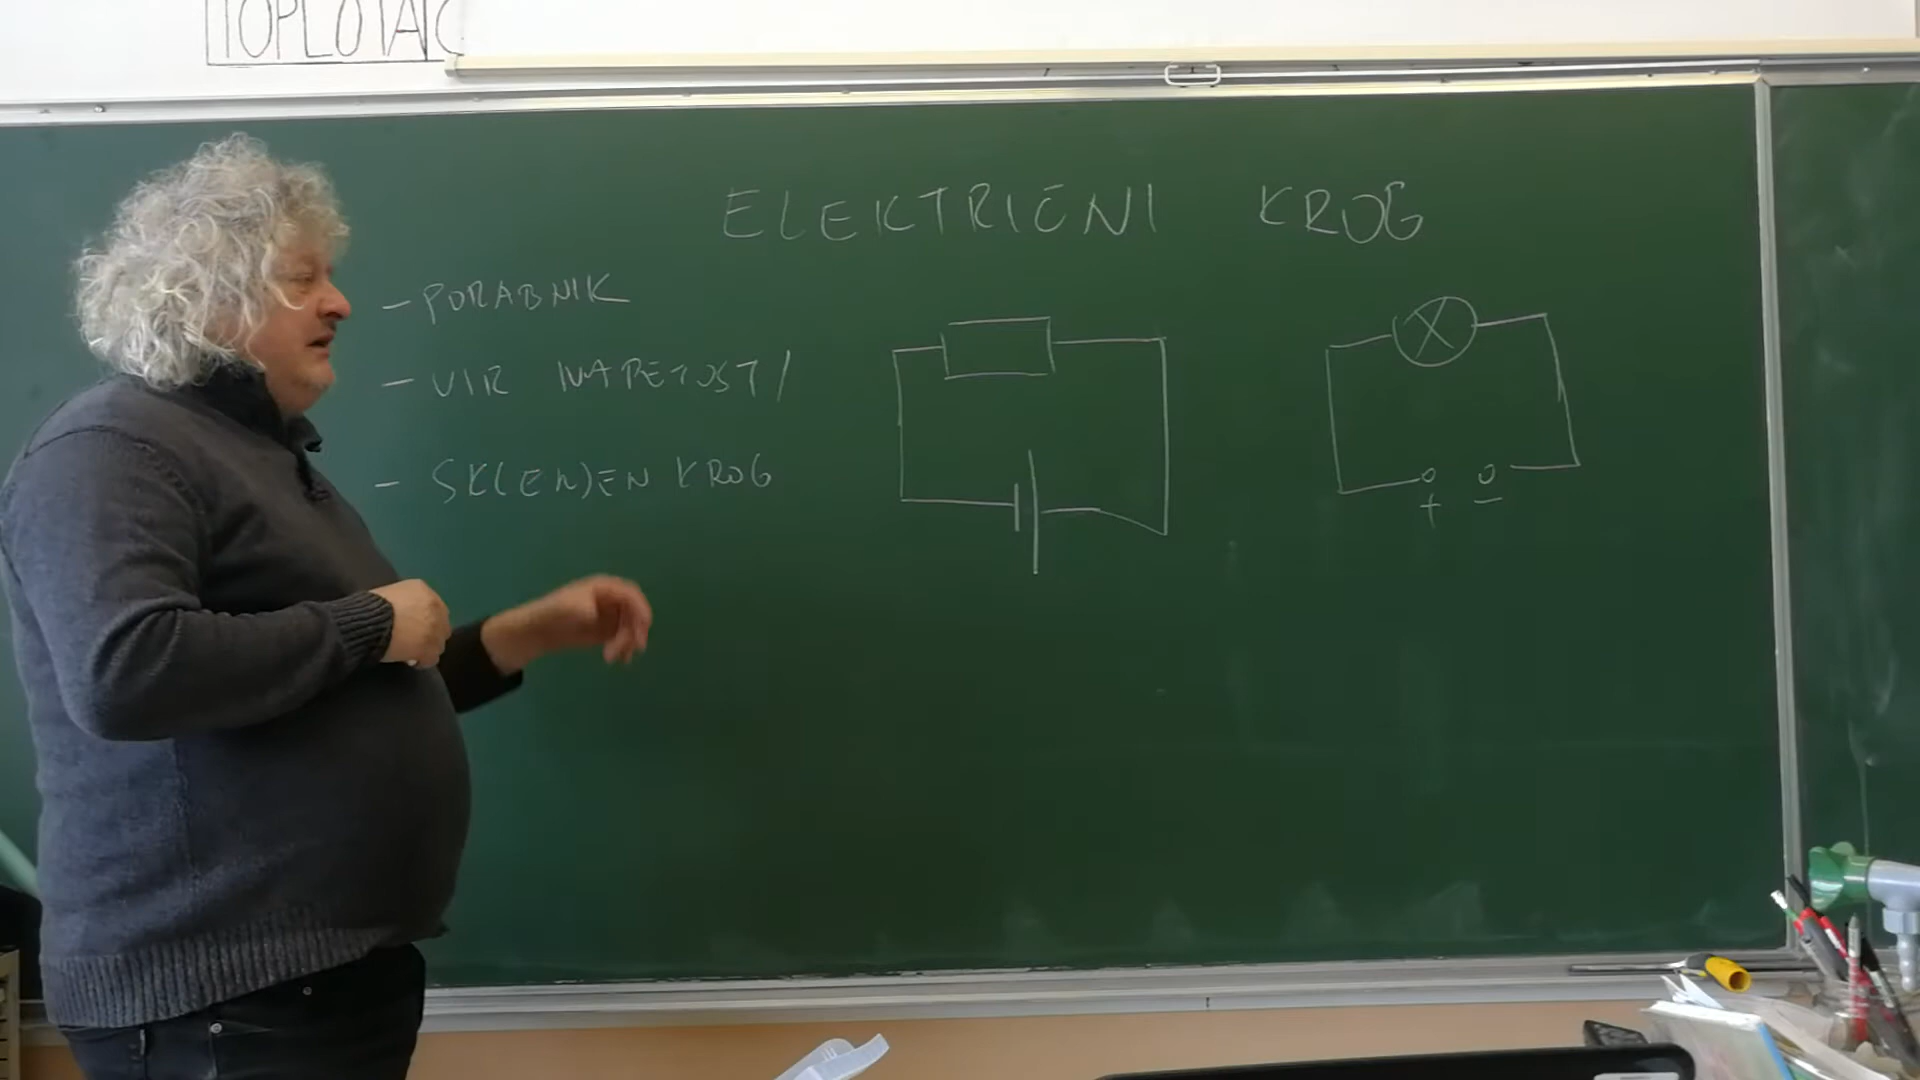 TOPLOTA
ELEKTRIČNI KROG
- PORABNIK
- VIR NAPETOSTI
- SKLENJEN KROG
+ -